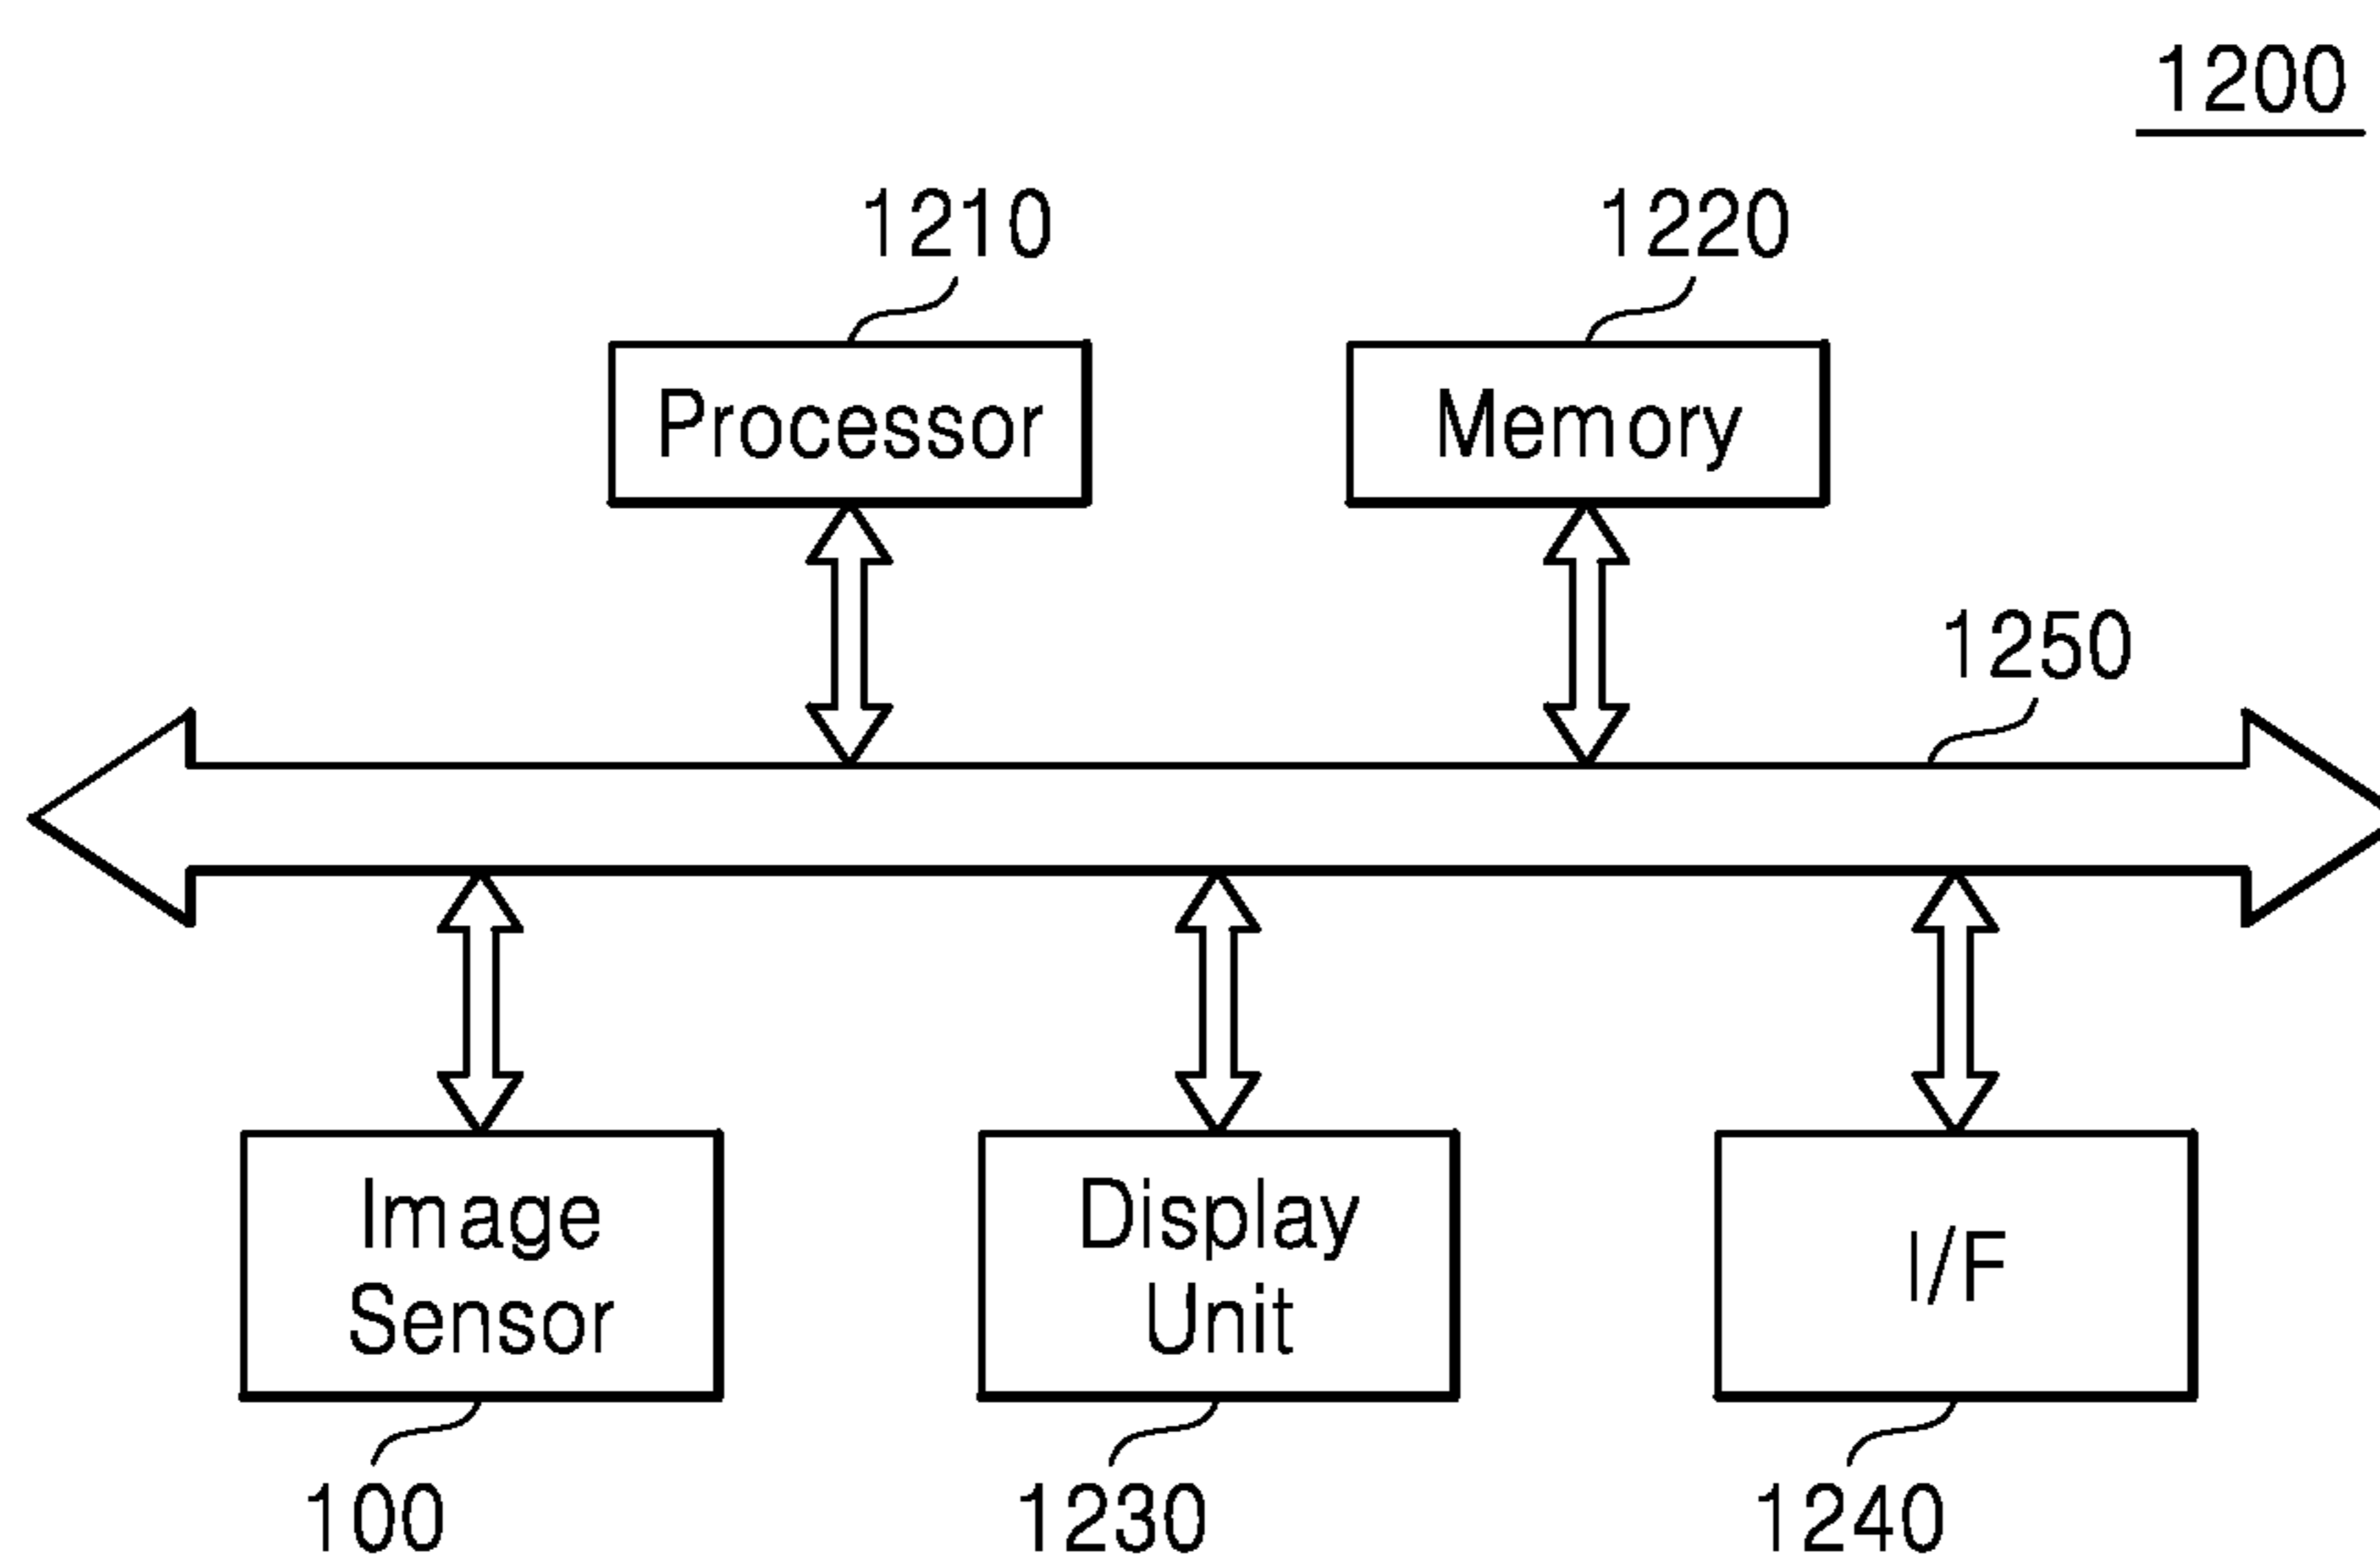 1200
1210
1220
Processor
Memory
1250
Image
Sensor
Display
Unit
I/F
100
1230
1240